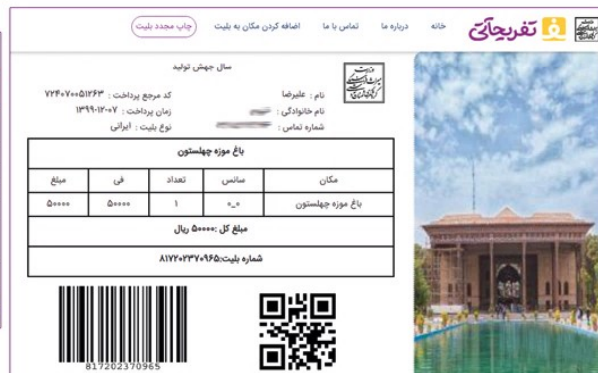 تفریحاتی
خانه
درباره ما
تماس با ما
اضافه کردن مکان به بلیت
چاپ مجدد بلیت
سال جهش تولید
نام : علیرضا
کد مرجع پرداخت : ۷۲۴۰۷۰۰۵۱۲۶۳
نام خانوادگی :
زمان پرداخت : ۱۳۹۹-۱۲-۰۷
شماره تماس :
نوع بلیت : ایرانی
باغ موزه چهلستون
مکان سانس تعداد فی مبلغ
باغ موزه چهلستون ۰_۰ ۱ ۵۰۰۰۰ ۵۰۰۰۰
مبلغ کل :۵۰۰۰۰ ریال
شماره بلیت:۸۱۷۲۰۲۳۷۰۹۶۵
817202370965